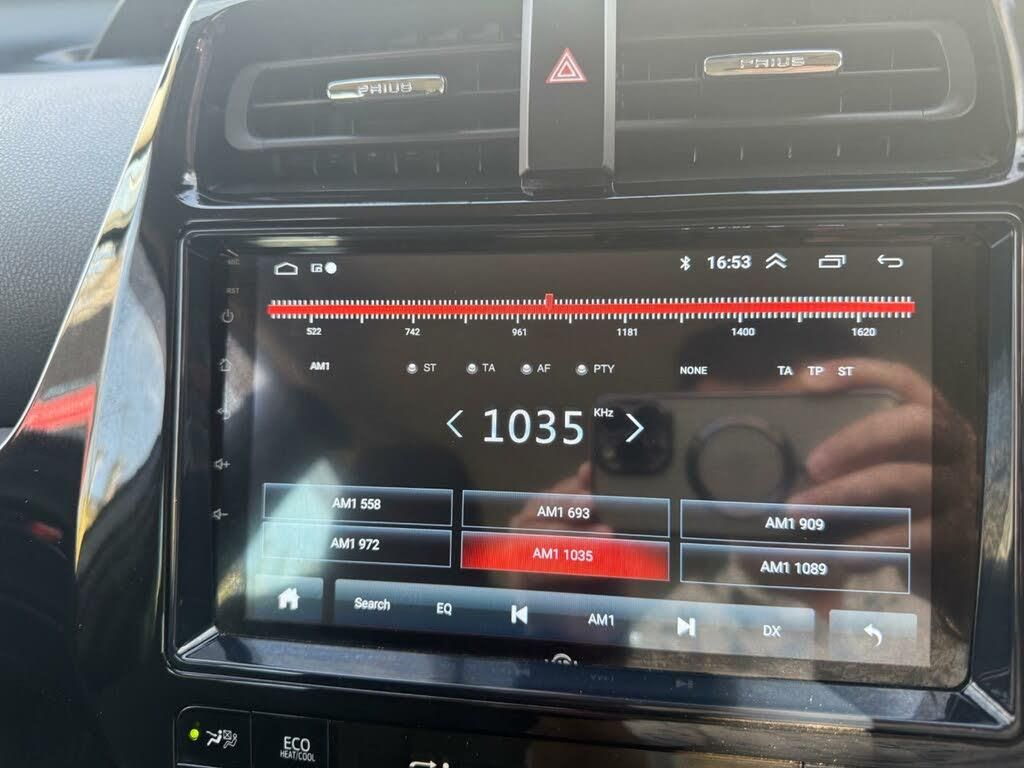 PRIUS PRIUS
16:53
RST
522 742 961 1181 1400 1620
AM1 ST TA AF PTY NONE TA TP ST
1035 KHz
AM1 558 AM1 693 AM1 909
AM1 972 AM1 1035 AM1 1089
Search EQ AM1 DX
ECO
HEAT/COOL